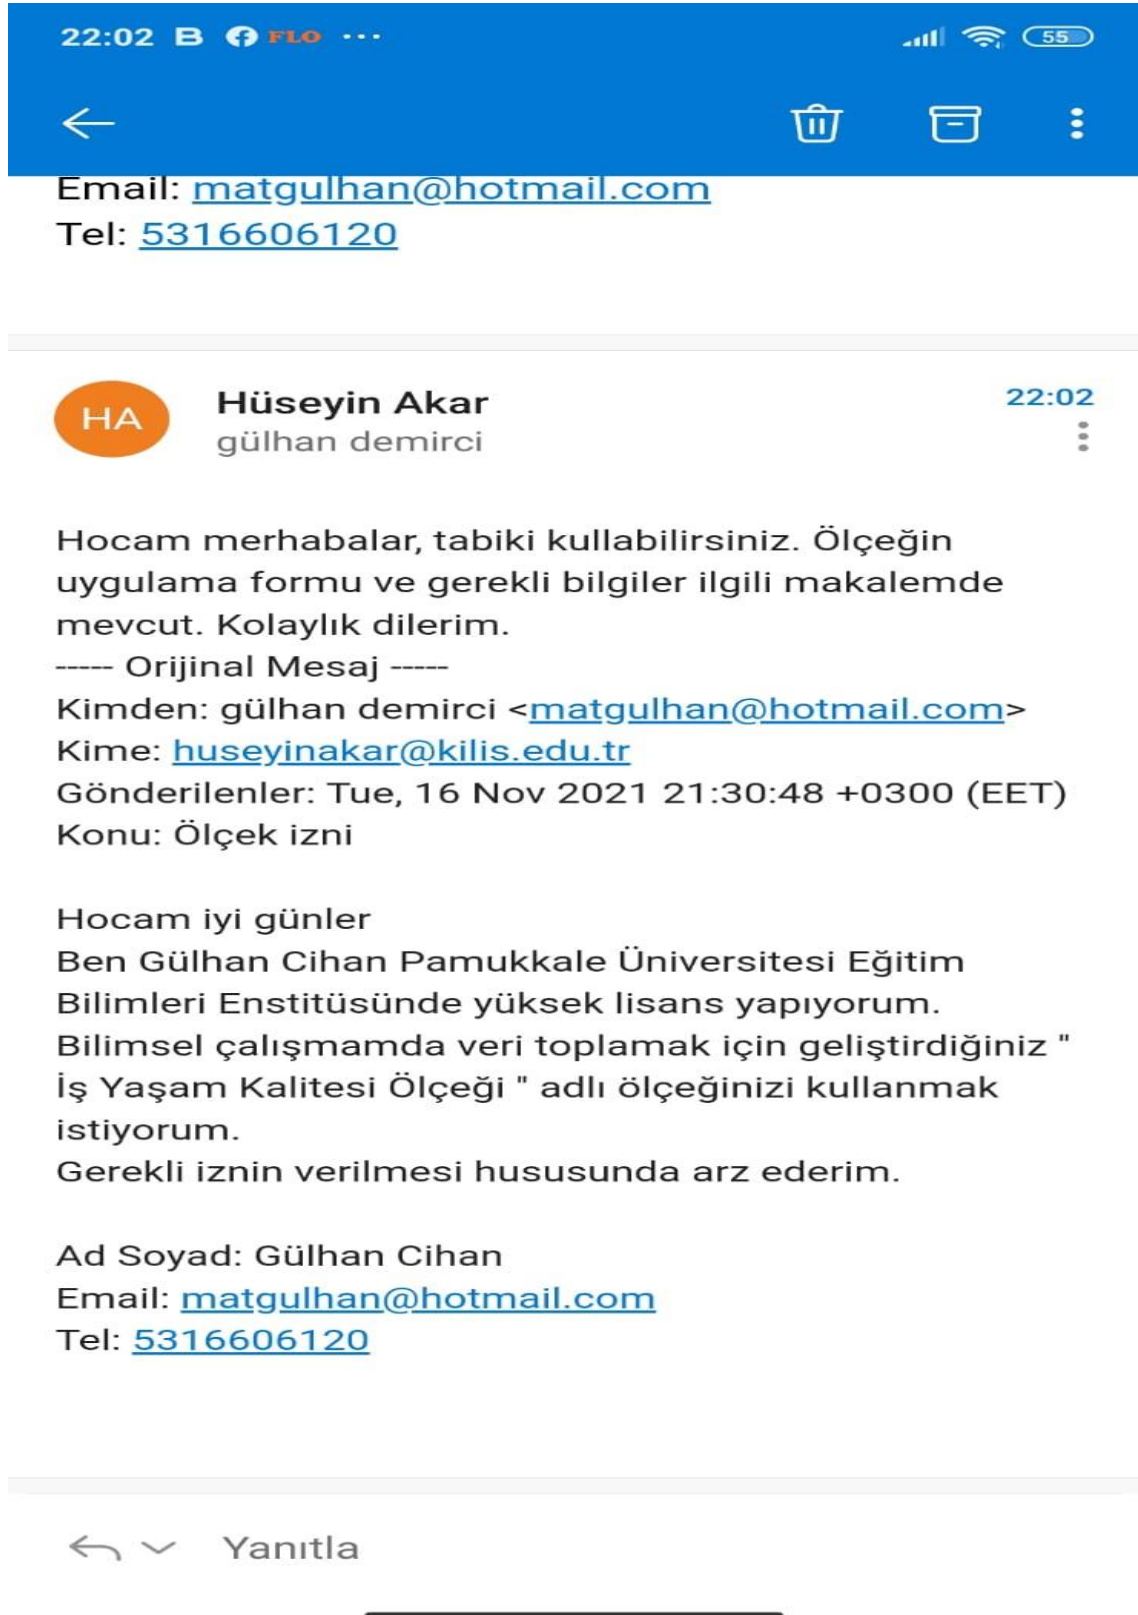 22:02 B FLO ...
55
Email: matgulhan@hotmail.com
Tel: 5316606120
HA
Hüseyin Akar
22:02
gülhan demirci
Hocam merhabalar, tabiki kullabilirsiniz. Ölçeğin
uygulama formu ve gerekli bilgiler ilgili makalemde
mevcut. Kolaylık dilerim.
----- Orijinal Mesaj -----
Kimden: gülhan demirci <matgulhan@hotmail.com>
Kime: huseyinakar@kilis.edu.tr
Gönderilenler: Tue, 16 Nov 2021 21:30:48 +0300 (EET)
Konu: Ölçek izni
Hocam iyi günler
Ben Gülhan Cihan Pamukkale Üniversitesi Eğitim
Bilimleri Enstitüsünde yüksek lisans yapıyorum.
Bilimsel çalışmamda veri toplamak için geliştirdiğiniz "
İş Yaşam Kalitesi Ölçeği " adlı ölçeğinizi kullanmak
istiyorum.
Gerekli iznin verilmesi hususunda arz ederim.
Ad Soyad: Gülhan Cihan
Email: matgulhan@hotmail.com
Tel: 5316606120
Yanıtla